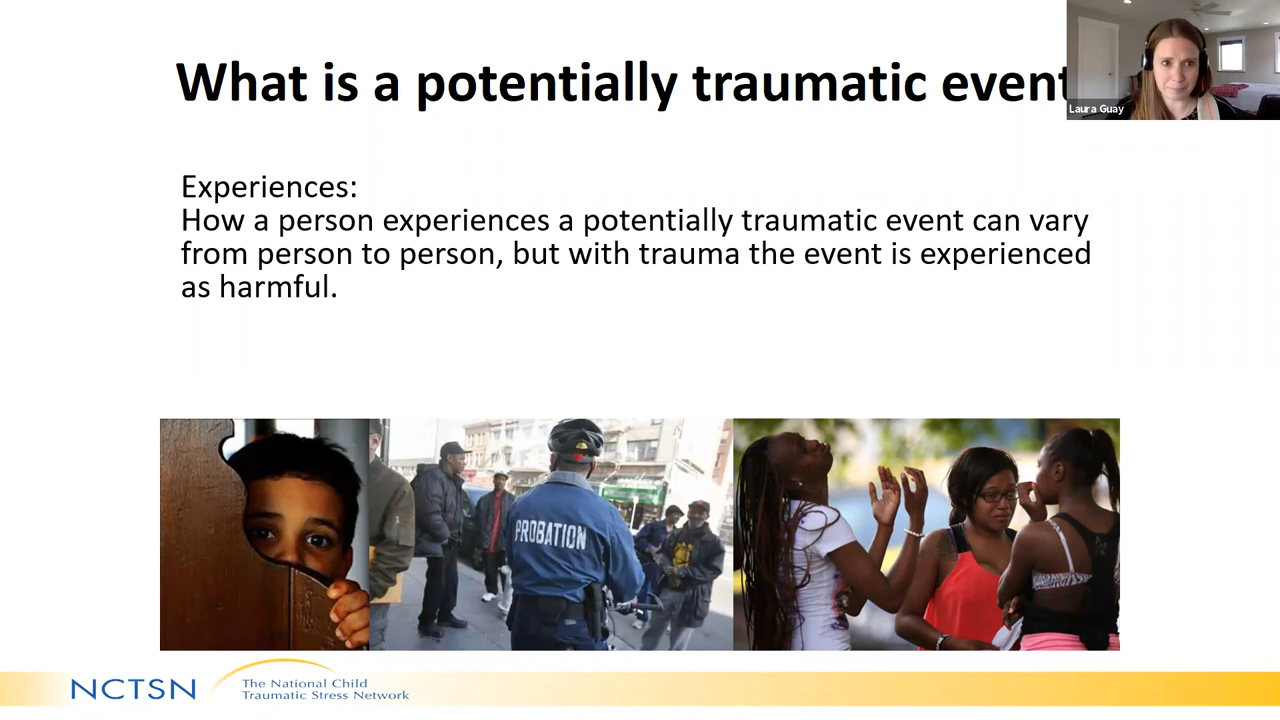 What is a potentially traumatic event
Laura Guay
Experiences:
How a person experiences a potentially traumatic event can vary
from person to person, but with trauma the event is experienced
as harmful.
PROBATION
NCTSN
The National Child
Traumatic Stress Network